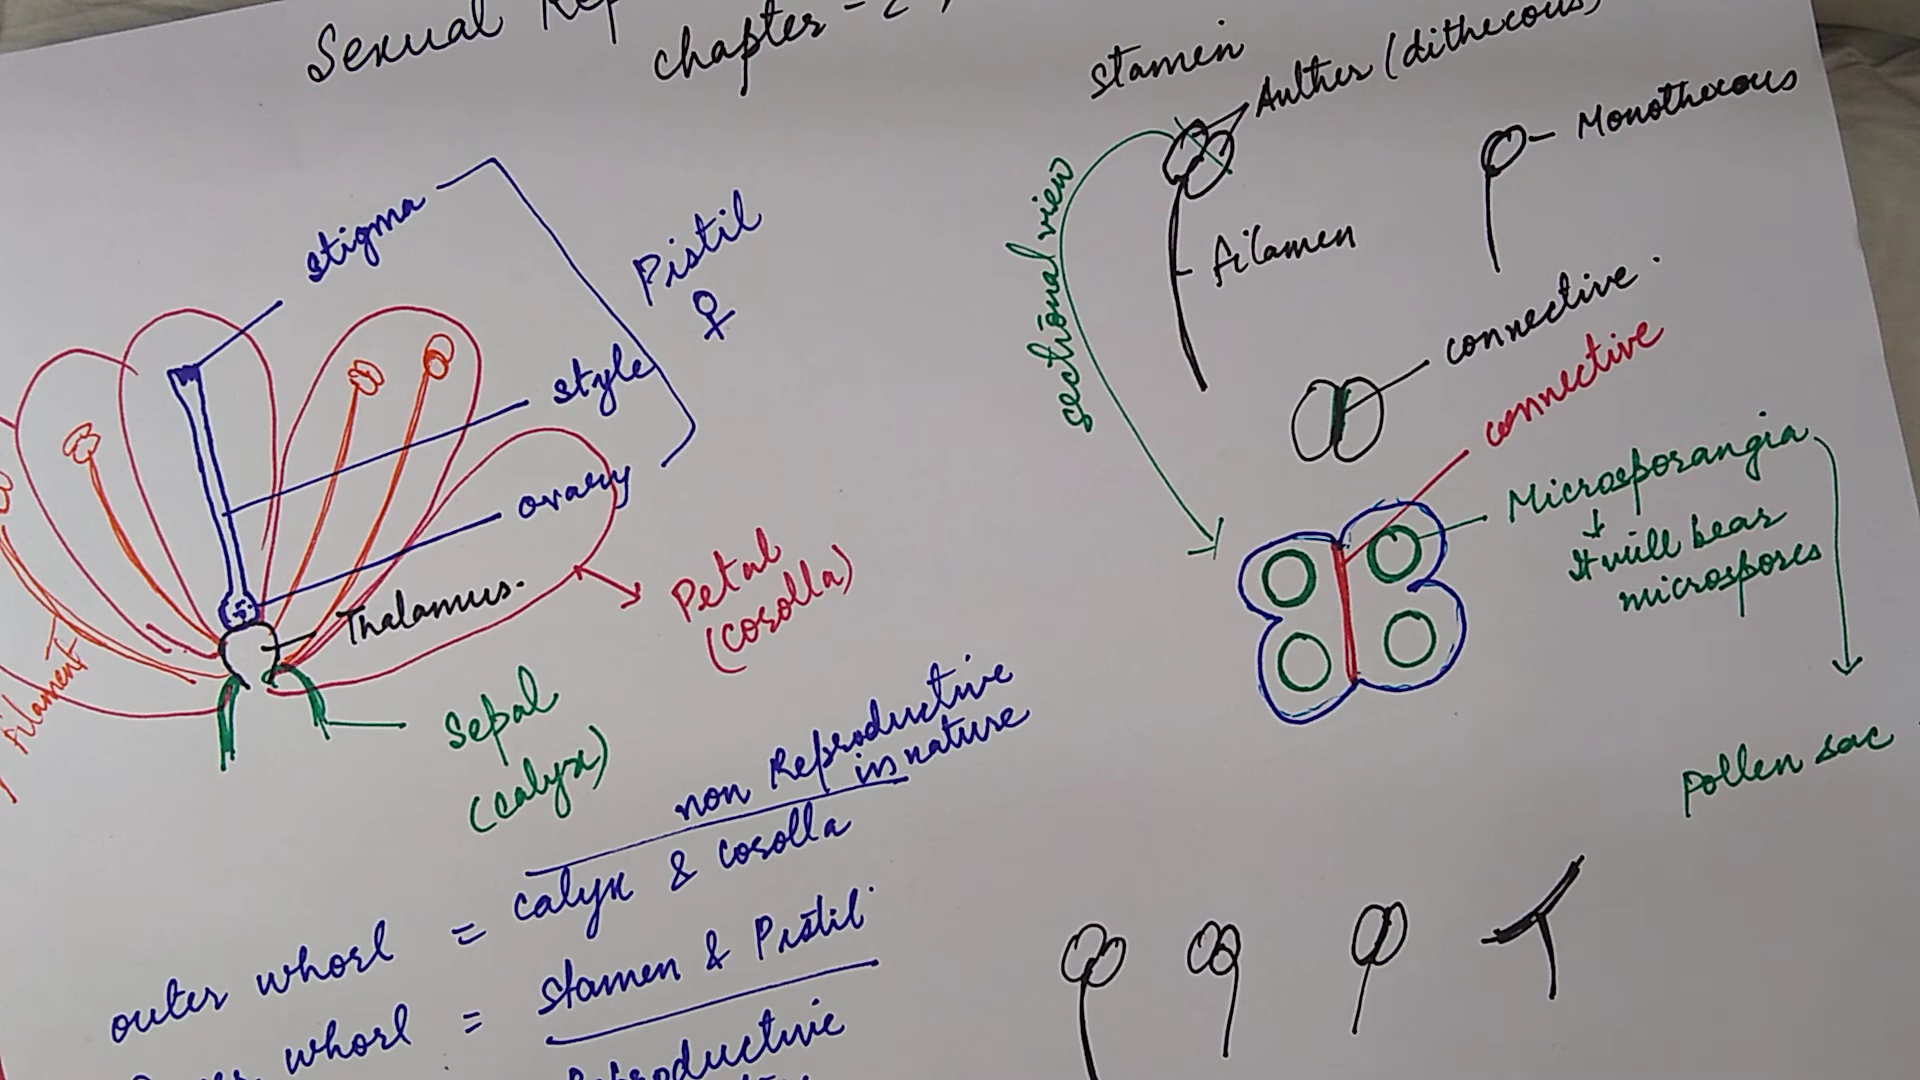 Sexual Rep
chapter - 2
stigma
style
ovary
Pistil
♀
Thalamus.
Petal
(corolla)
Sepal
(calyx)
filament
non Reproductive
in nature
outer whorl = calyx & corolla
whorl = stamen & Pistil
Reproductive
stamen
Anther (dithecous)
Monothecous
filamen
sectional view
connective.
connective
Microsporangia
It will bear
microspores
Pollen sac